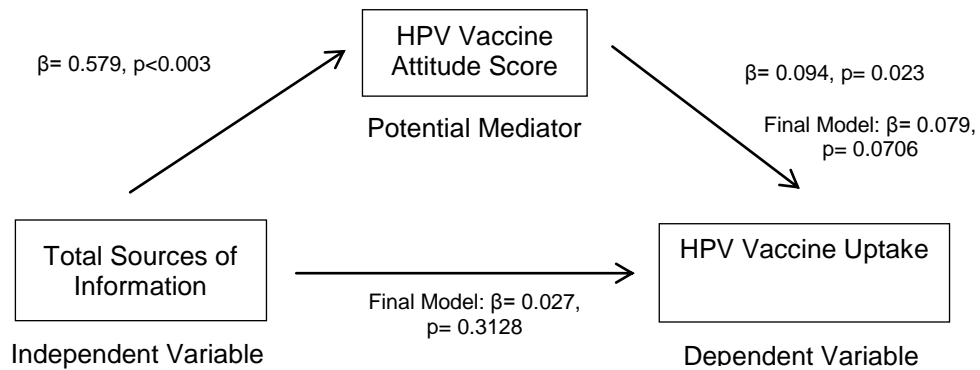 HPV Vaccine
Attitude Score
β= 0.579, p<0.003
β= 0.094, p= 0.023
Potential Mediator
Final Model: β= 0.079,
p= 0.0706
Total Sources of
Information
HPV Vaccine Uptake
Final Model: β= 0.027,
p= 0.3128
Independent Variable
Dependent Variable